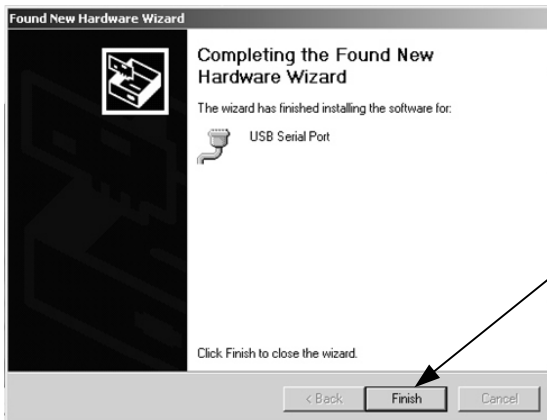 Found New Hardware Wizard
Completing the Found New
Hardware Wizard
The wizard has finished installing the software for:
USB Serial Port
Click Finish to close the wizard.
< Back
Finish
Cancel